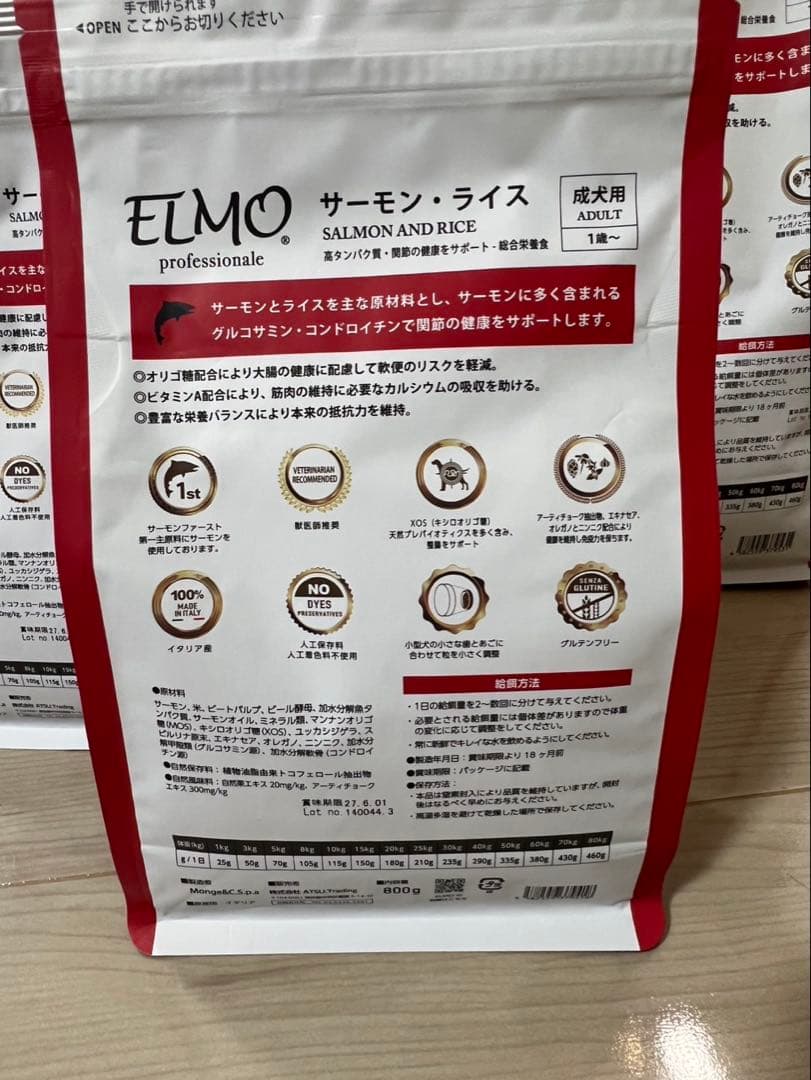 手で開けられます
◀OPEN ここからお切りください
ELMO®
professionale
サーモン・ライス
SALMON AND RICE
高タンパク質・関節の健康をサポート - 総合栄養食
成犬用
ADULT
1歳〜
サーモンとライスを主な原材料とし、サーモンに多く含まれる
グルコサミン・コンドロイチンで関節の健康をサポートします。
◎オリゴ糖配合により大腸の健康に配慮して軟便のリスクを軽減。
◎ビタミンA配合により、筋肉の維持に必要なカルシウムの吸収を助ける。
◎豊富な栄養バランスにより本来の抵抗力を維持。
1st
サーモンファースト
第一主原料にサーモンを
使用しております。
VETERINARIAN
RECOMMENDED
獣医師推奨
XOS（キシロオリゴ糖）
天然プレバイオティクスを多く含み、
整腸をサポート
アーティチョーク抽出物、エキナセア、
オレガノとニンニク配合により
健康を維持し免疫力を保ちます。
100%
MADE
IN ITALY
イタリア産
NO
DYES
PRESERVATIVES
人工保存料
人工着色料不使用
小型犬の小さな歯とあごに
合わせて粒を小さく調整
SENZA
GLUTINE
グルテンフリー
●原材料
サーモン、米、ビートパルプ、ビール酵母、加水分解魚タ
ンパク質、サーモンオイル、ミネラル類、マンナンオリゴ
糖(MOS)、キシロオリゴ糖(XOS)、ユッカシジゲラ、ス
ピルリナ原末、エキナセア、オレガノ、ニンニク、加水分
解甲殻類（グルコサミン源）、加水分解軟骨（コンドロイ
チン源）
●自然保存料：植物油脂由来トコフェロール抽出物
●自然風味料：自然栗エキス 20mg/kg、アーティチョーク
エキス 300mg/kg
賞味期限27.6.01
Lot no.140044.3
給餌方法
・1日の給餌量を2〜数回に分けて与えてください。
・必要とされる給餌量には個体差がありますので体重
の変化に応じて調整をしてください。
・常に新鮮でキレイな水を飲めるようにしてください。
●製造年月日：賞味期限より 18 ヶ月前
●賞味期限：パッケージに記載
●保存方法：
・本品は窒素封入により品質を維持していますが、開封
後はなるべく早めにお与えください。
・高温多湿を避けて乾燥した場所で保存してください。
体重(kg) 1kg 3kg 5kg 8kg 10kg 15kg 20kg 25kg 30kg 40kg 50kg 60kg 70kg 80kg
g/1日 25g 50g 70g 105g 115g 150g 180g 210g 235g 290g 335g 380g 430g 460g
■製造者
Monge&C.S.p.a
■原産国 イタリア
■販売者
株式会社 ATSU.Trading
■内容量
800g